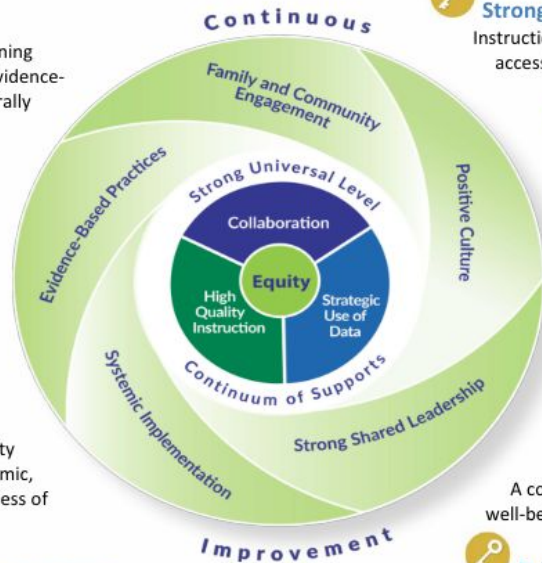 Continuous
Strong
Instructi
access
ning
vidence-
rally
Family and Community
Engagement
Evidence-Based Practices
Positive Culture
Strong Universal Level
Collaboration
Equity
High
Quality
Instruction
Strategic
Use of
Data
Continuum of Supports
Systemic Implementation
Strong Shared Leadership
ty
mic,
ess of
A co
well-be
Improvement